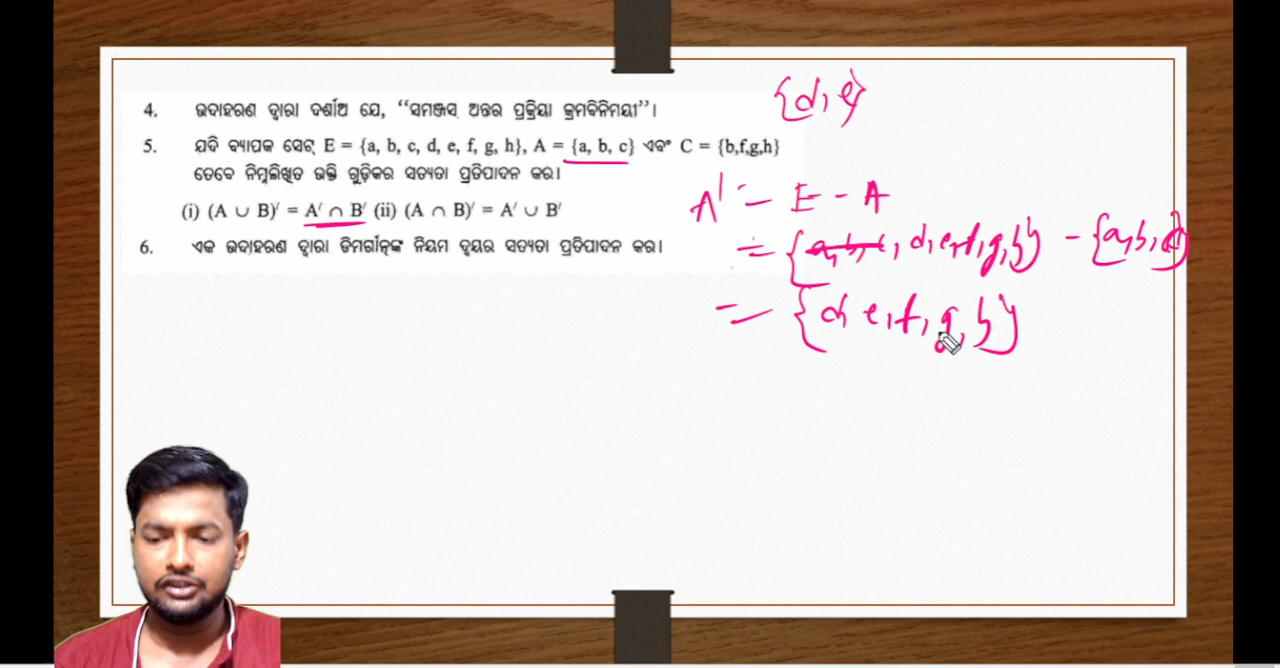 4. ଉଦାହରଣ ଦ୍ୱାରା ଦର୍ଶାଅ ଯେ, “ସମଞ୍ଜସ ଅନ୍ତର ପ୍ରକ୍ରିୟା କ୍ରମବିନିମୟୀ”।
5. ଯଦି ବ୍ୟାପକ ସେଟ୍ E = {a, b, c, d, e, f, g, h}, A = {a, b, c} ଏବଂ C = {b,f,g,h}
ତେବେ ନିମ୍ନଲିଖିତ ଉକ୍ତି ଗୁଡ଼ିକର ସତ୍ୟତା ପ୍ରତିପାଦନ କର।
(i) (A ∪ B)′ = A′ ∩ B′ (ii) (A ∩ B)′ = A′ ∪ B′
6. ଏକ ଉଦାହରଣ ଦ୍ୱାରା ଡିମର୍ଗାନ୍‌ଙ୍କ ନିୟମ ଦ୍ୱୟର ସତ୍ୟତା ପ୍ରତିପାଦନ କର।
{d, e}
A' = E - A
= {a, b, c, d, e, f, g, h} - {a, b, c}
= {d, e, f, g, h}